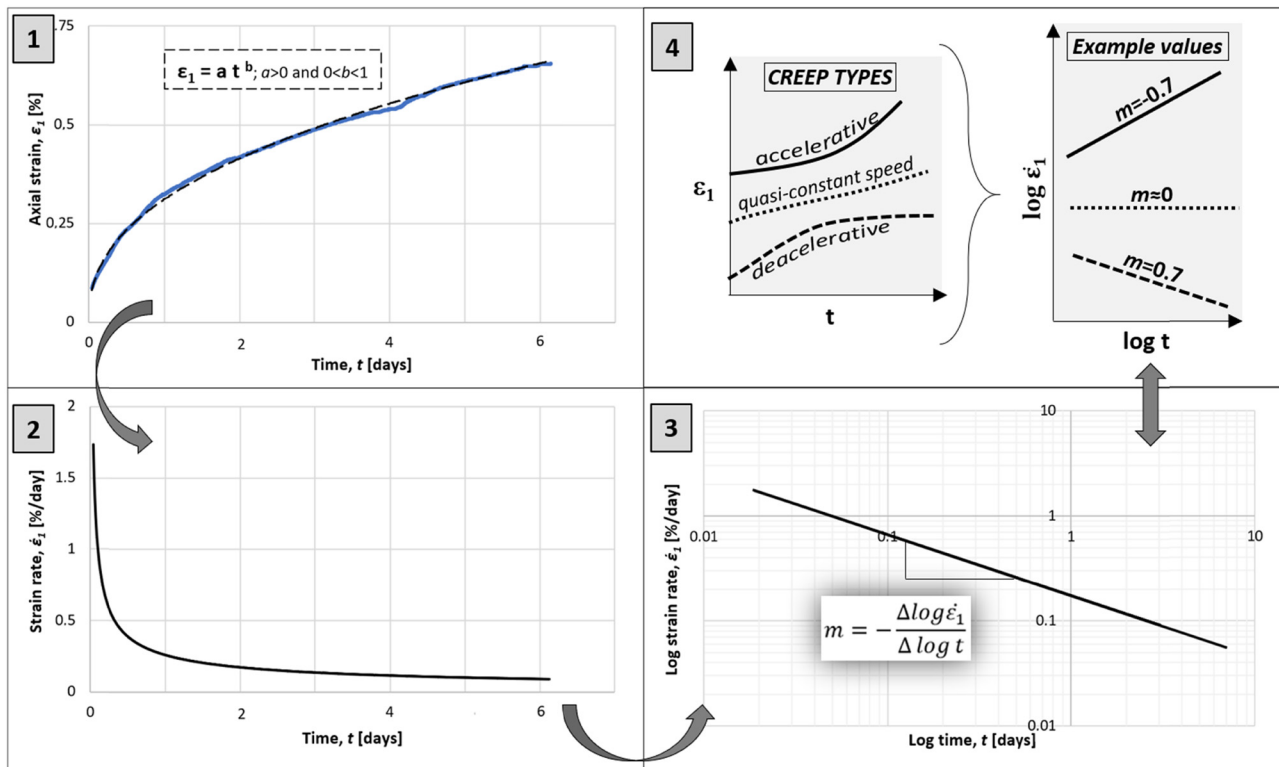 1
.75
0.5
0.25
0
Axial strain, ε1 [%]
ε1 = a t b; a>0 and 0<b<1
0 2 4 6
Time, t [days]
2
2
1.5
1
0.5
0
Strain rate, ε̇1 [%/day]
0 2 4 6
Time, t [days]
4
CREEP TYPES
ε1
accelerative
quasi-constant speed
deacelerative
t
Example values
log ε̇1
m=-0.7
m≈0
m=0.7
log t
3
10
1
0.1
0.01
Log strain rate, ε̇1 [%/day]
0.01 0.1 1 10
m = − Δlogε̇1 / Δ log t
Log time, t [days]